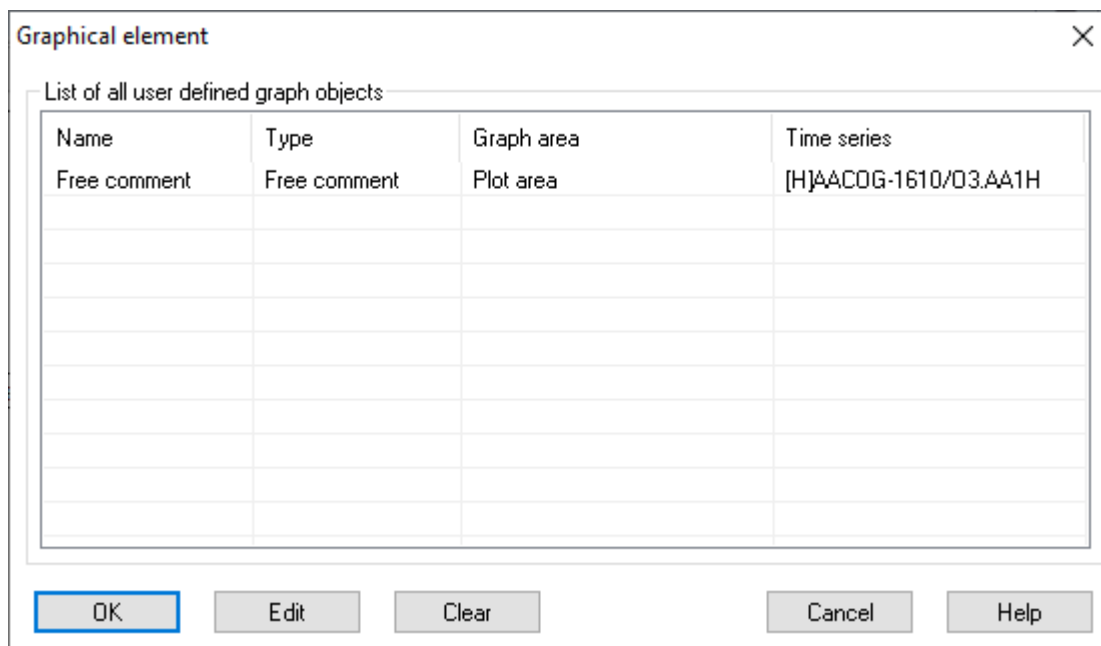 Graphical element
List of all user defined graph objects
Name Type Graph area Time series
Free comment Free comment Plot area [H]AACOG-1610/O3.AA1H
OK Edit Clear Cancel Help